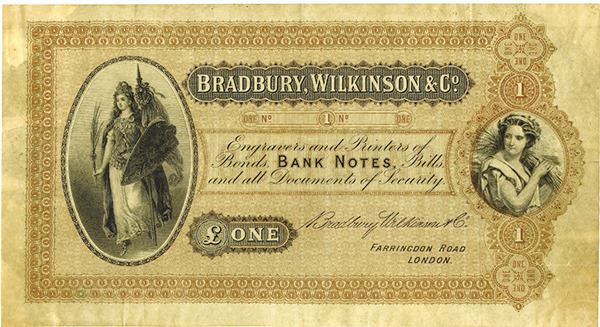 BRADBURY, WILKINSON & Co.
ONE No 1 No ONE
Engravers and Printers of
Bonds, BANK NOTES, Bills,
and all Documents of Security.
£ ONE
Bradbury Wilkinson & Co.
FARRINGDON ROAD
LONDON.
ONE
ONE
ONE
ONE
1
1